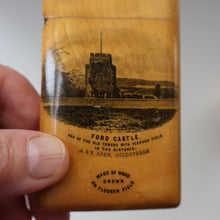 FORD CASTLE.
ONE OF THE OLD TOWERS WITH FLODDEN FIELD
IN THE DISTANCE.
COLDSTREAM.
MADE OF WOOD
GROWN
ON FLODDEN FIELD.